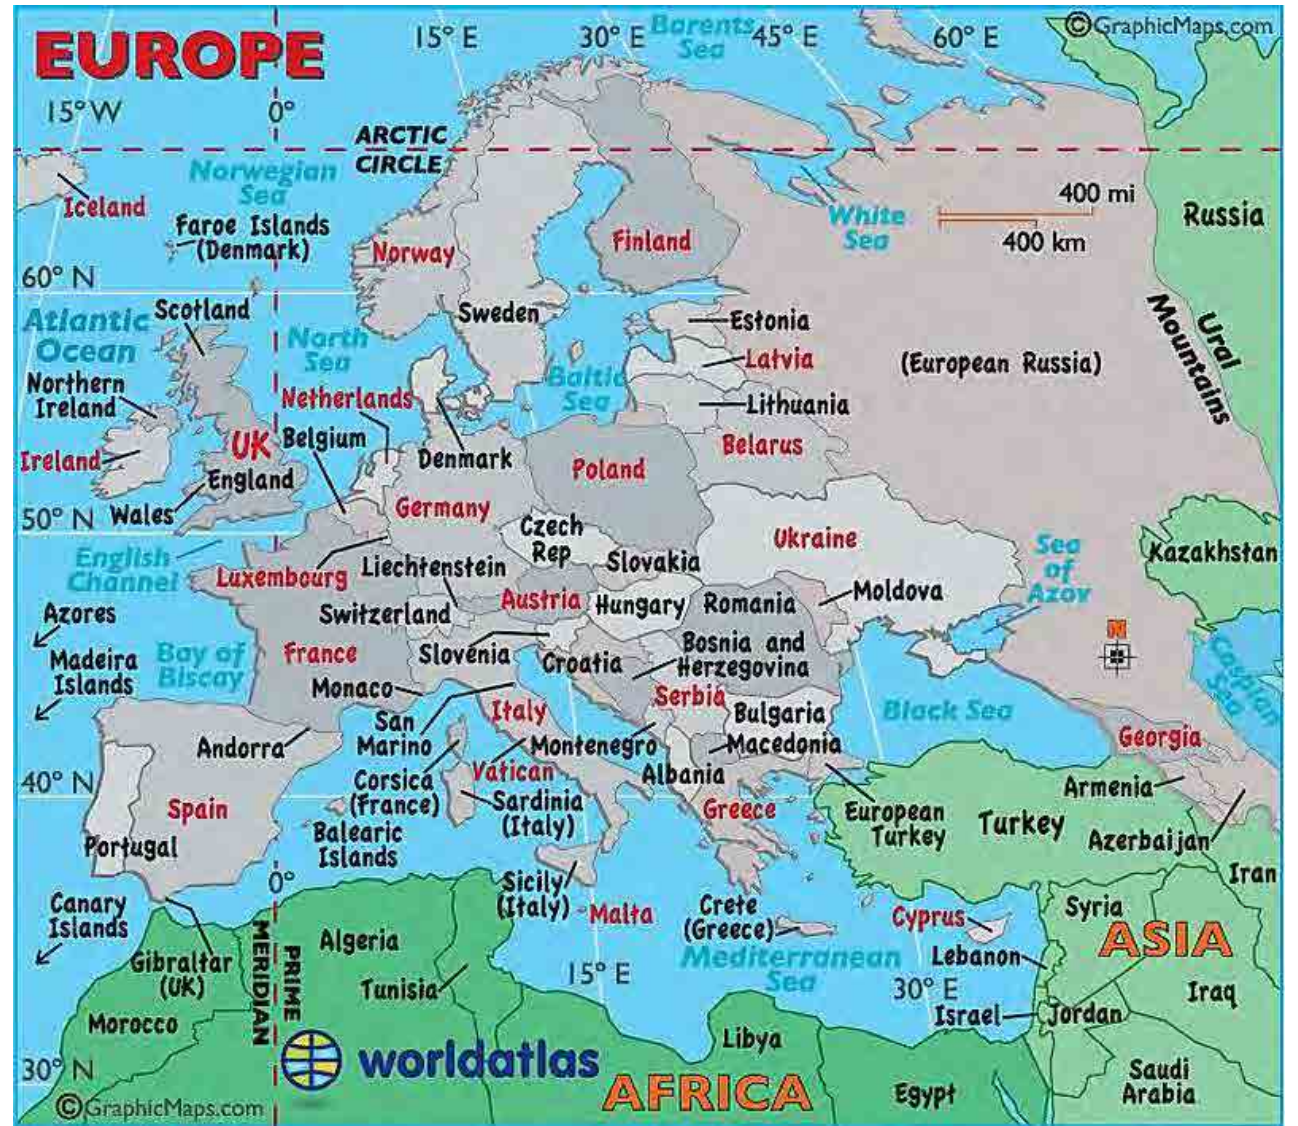 EUROPE
15° E
30° E
Barents
Sea
45° E
60° E
©GraphicMaps.com
15° W
0°
ARCTIC
CIRCLE
Norwegian
Sea
Iceland
Faroe Islands
(Denmark)
Norway
Finland
White
Sea
400 mi
400 km
Russia
60° N
Scotland
Atlantic
Ocean
North
Sea
Sweden
Estonia
Latvia
(European Russia)
Ural
Mountains
Northern
Ireland
Netherlands
Baltic
Sea
Lithuania
Ireland
UK
Belgium
England
Denmark
Poland
Belarus
Wales
50° N
Germany
Czech
Rep
Slovakia
Ukraine
Sea
of
Azov
Kazakhstan
English
Channel
Luxembourg
Liechtenstein
Switzerland
Austria
Hungary
Romania
Moldova
Azores
N
Madeira
Islands
Bay of
Biscay
France
Slovenia
Croatia
Bosnia and
Herzegovina
Caspian
Sea
Monaco
San
Marino
Italy
Serbia
Bulgaria
Black Sea
Georgia
Andorra
Montenegro
Macedonia
40° N
Corsica
(France)
Vatican
Albania
Armenia
Spain
Sardinia
(Italy)
Greece
European
Turkey
Turkey
Azerbaijan
Portugal
Balearic
Islands
Iran
0°
Sicily
(Italy)
Malta
Crete
(Greece)
Cyprus
Syria
Canary
Islands
ASIA
Gibraltar
(UK)
MERIDIAN
PRIME
Algeria
Mediterranean
Sea
Lebanon
Tunisia
15° E
30° E
Israel
Jordan
Iraq
Morocco
Libya
30° N
worldatlas
AFRICA
Egypt
Saudi
Arabia
©GraphicMaps.com